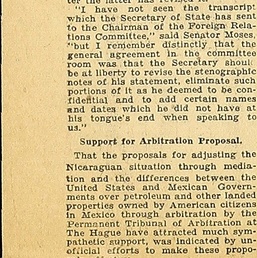 ter the latter has revised it.
"I have not seen the transcript
which the Secretary of State has sent
to the Chairman of the Foreign Rela-
tions Committee," said Senator Moses,
"but I remember distinctly that the
general agreement in the committee
room was that the Secretary should
be at liberty to revise the stenographic
notes of his statement, eliminate such
portions of it as he deemed to be con-
fidential and to add certain names
and dates which he did not have at
his tongue's end when speaking to
us."
Support for Arbitration Proposal.
That the proposals for adjusting the
Nicaraguan situation through media-
tion and the differences between the
United States and Mexican Govern-
ments over petroleum and other landed
properties owned by American citizens
in Mexico through arbitration by the
Permanent Tribunal of Arbitration at
The Hague have attracted much sym-
pathetic support, was indicated by un-
official efforts to make these propo-